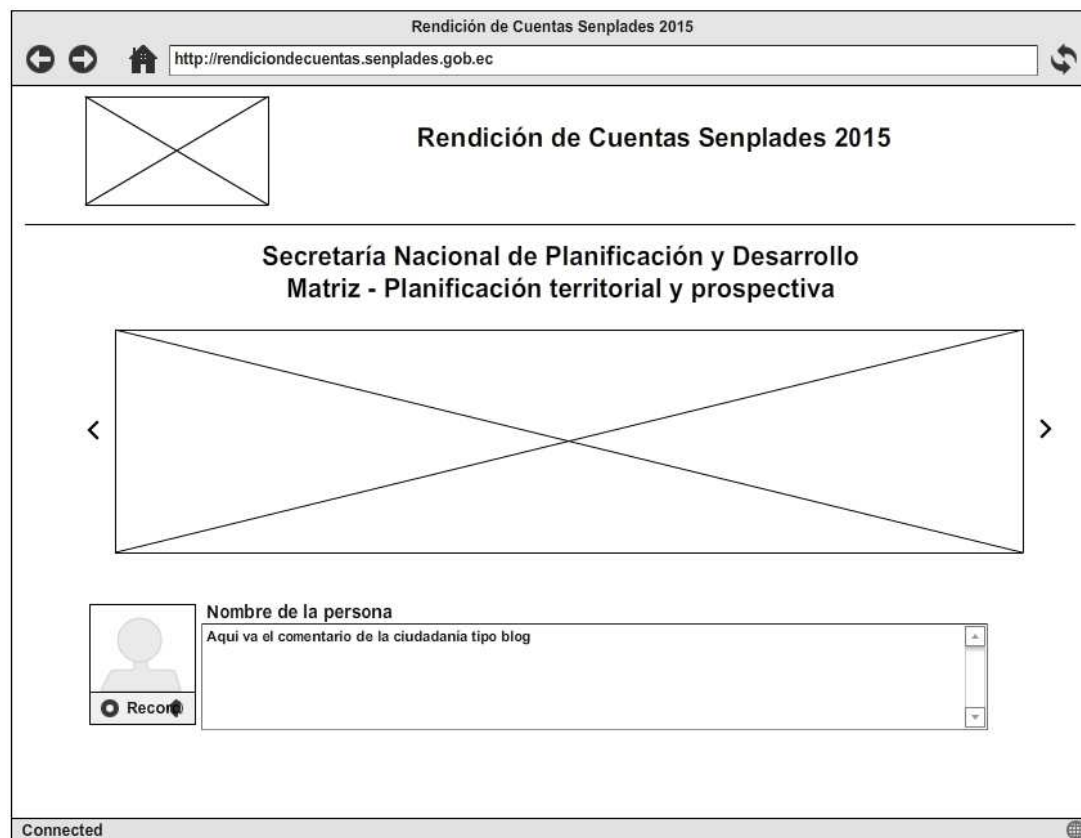 Rendición de Cuentas Senplades 2015
http://rendiciondecuentas.senplades.gob.ec
Rendición de Cuentas Senplades 2015
Secretaría Nacional de Planificación y Desarrollo
Matriz - Planificación territorial y prospectiva
Nombre de la persona
Aqui va el comentario de la ciudadania tipo blog
Record
Connected